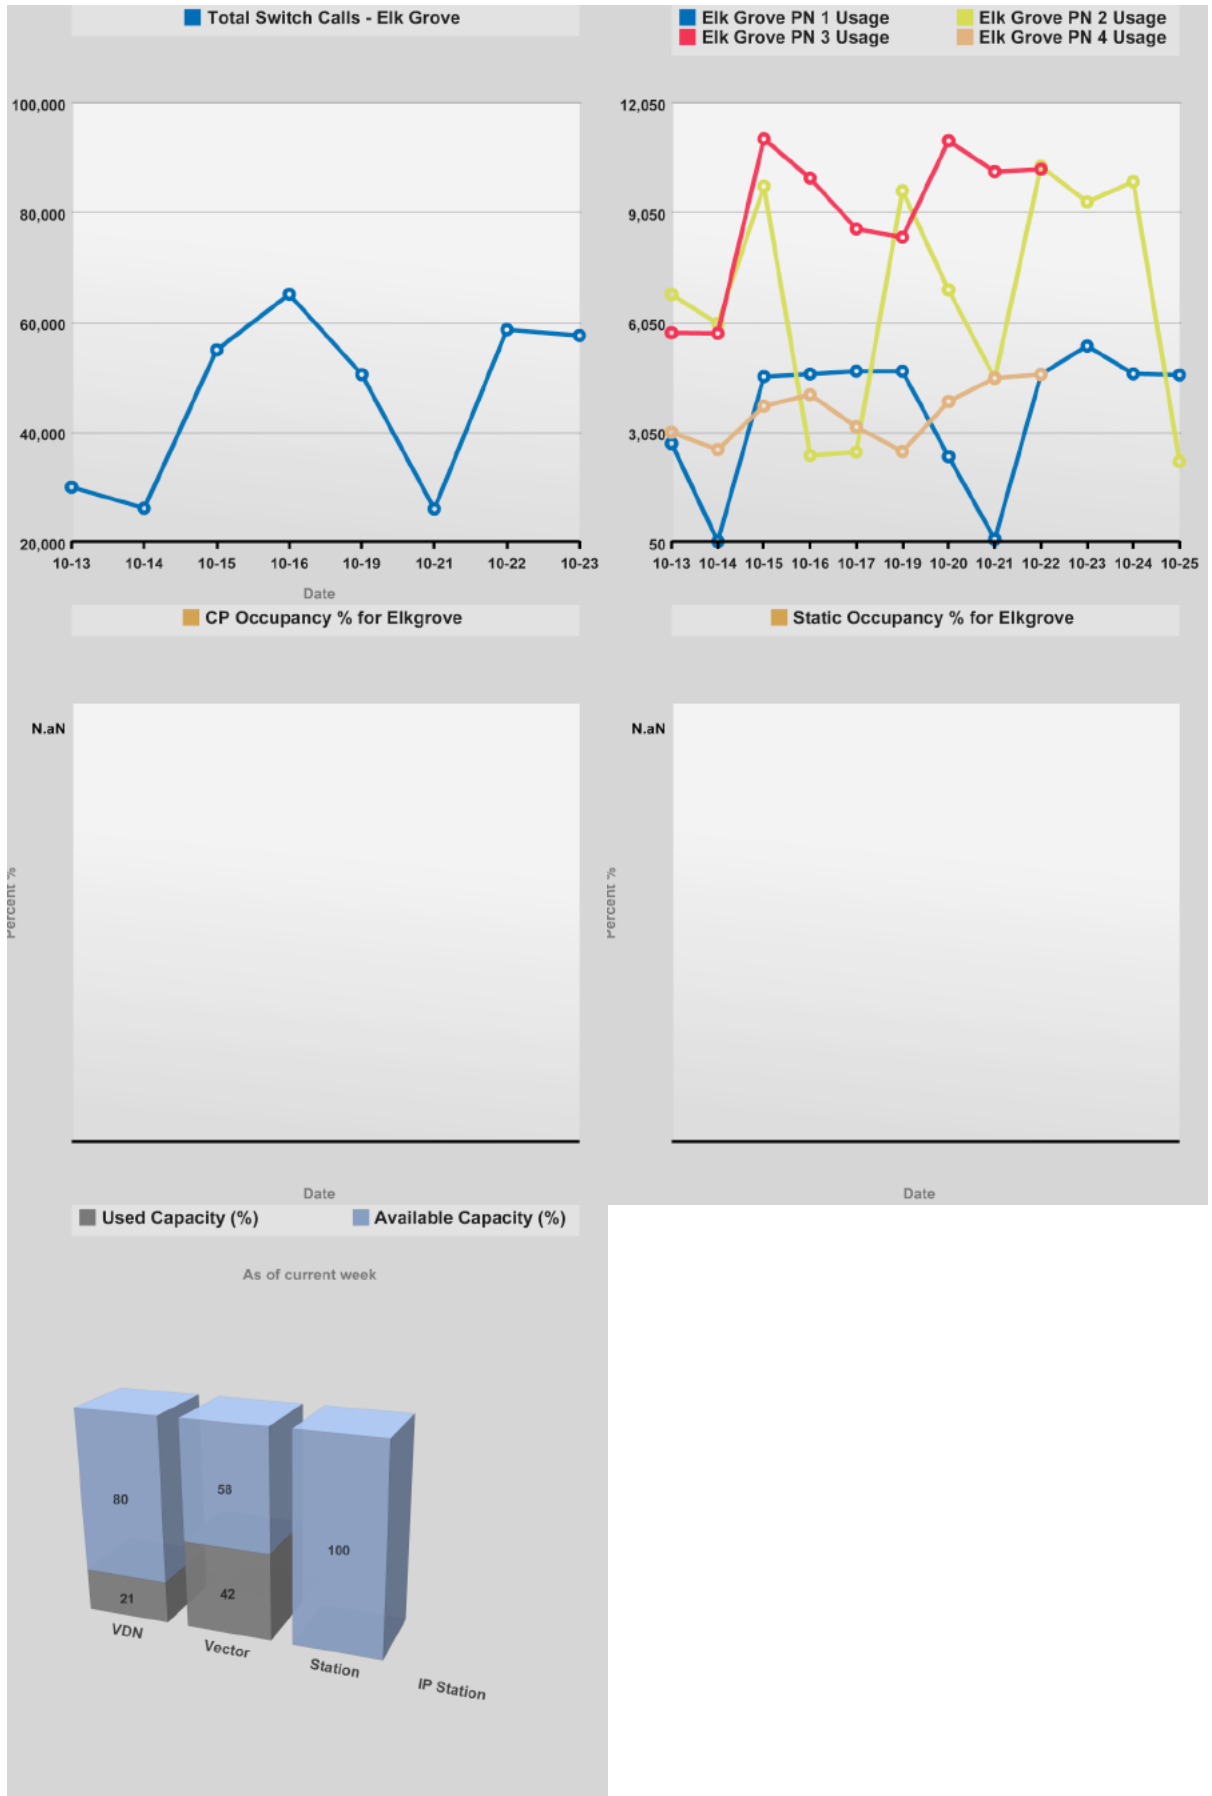 Total Switch Calls - Elk Grove
100,000
80,000
60,000
40,000
20,000
10-13 10-14 10-15 10-16 10-19 10-21 10-22 10-23
Date
Elk Grove PN 1 Usage
Elk Grove PN 2 Usage
Elk Grove PN 3 Usage
Elk Grove PN 4 Usage
12,050
9,050
6,050
3,050
50
10-13 10-14 10-15 10-16 10-17 10-19 10-20 10-21 10-22 10-23 10-24 10-25
CP Occupancy % for Elkgrove
N.aN
Percent %
Date
Static Occupancy % for Elkgrove
N.aN
Percent %
Date
Used Capacity (%)
Available Capacity (%)
As of current week
80
58
100
21
42
VDN
Vector
Station
IP Station